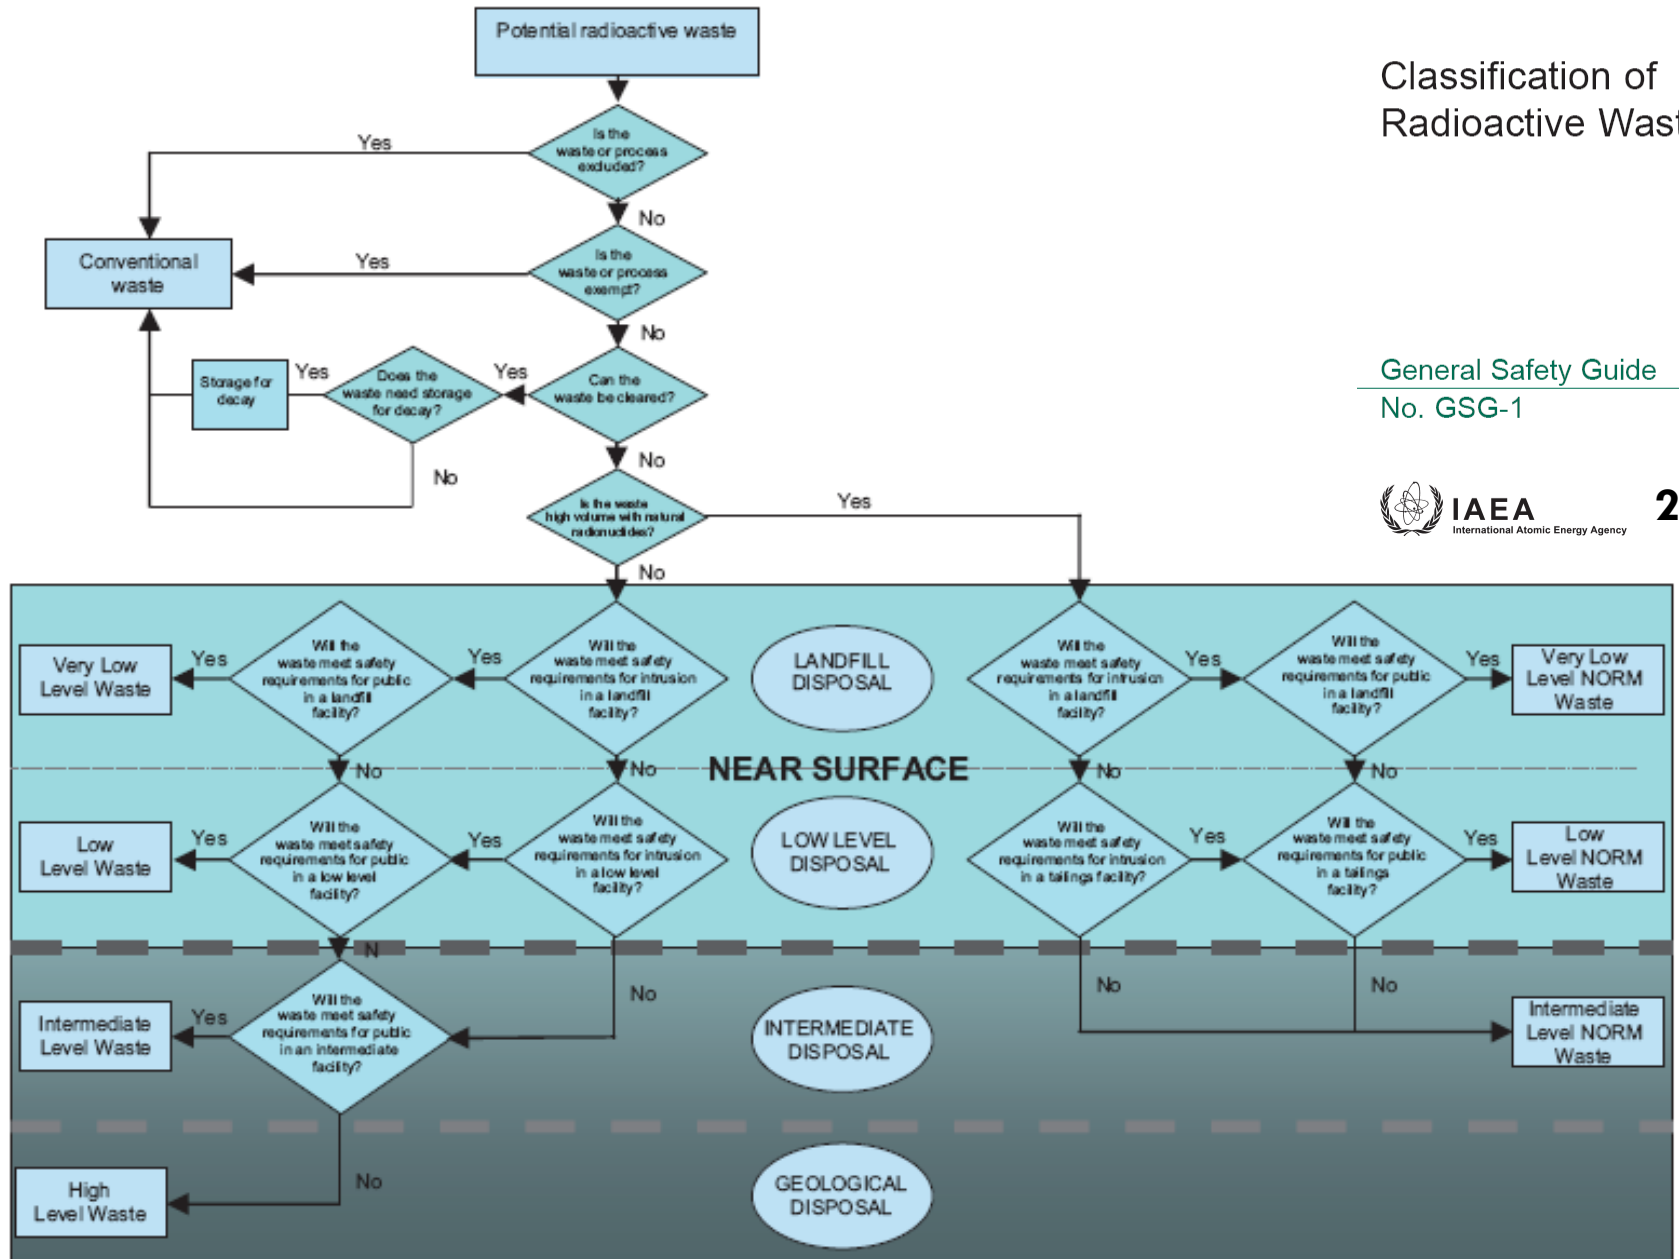 Potential radioactive waste
Classification of
Radioactive Wast
Is the
waste or process
excluded?
Yes
No
Conventional
waste
Yes
Is the
waste or process
exempt?
No
General Safety Guide
No. GSG-1
Storage for
decay
Yes
Does the
waste need storage
for decay?
Yes
Can the
waste be cleared?
No
No
Is the waste
high volume with natural
radionuclides?
Yes
IAEA
International Atomic Energy Agency
2
No
Very Low
Level Waste
Yes
Will the
waste meet safety
requirements for public
in a landfill
facility?
Yes
Will the
waste meet safety
requirements for intrusion
in a landfill
facility?
LANDFILL
DISPOSAL
Will the
waste meet safety
requirements for intrusion
in a landfill
facility?
Yes
Will the
waste meet safety
requirements for public
in a landfill
facility?
Yes
Very Low
Level NORM
Waste
No
No
NEAR SURFACE
No
No
Low
Level Waste
Yes
Will the
waste meet safety
requirements for public
in a low level
facility?
Yes
Will the
waste meet safety
requirements for intrusion
in a low level
facility?
LOW LEVEL
DISPOSAL
Will the
waste meet safety
requirements for intrusion
in a tailings facility?
Yes
Will the
waste meet safety
requirements for public
in a tailings
facility?
Yes
Low
Level NORM
Waste
N
No
No
No
Intermediate
Level Waste
Yes
Will the
waste meet safety
requirements for public
in an intermediate
facility?
INTERMEDIATE
DISPOSAL
Intermediate
Level NORM
Waste
No
High
Level Waste
GEOLOGICAL
DISPOSAL